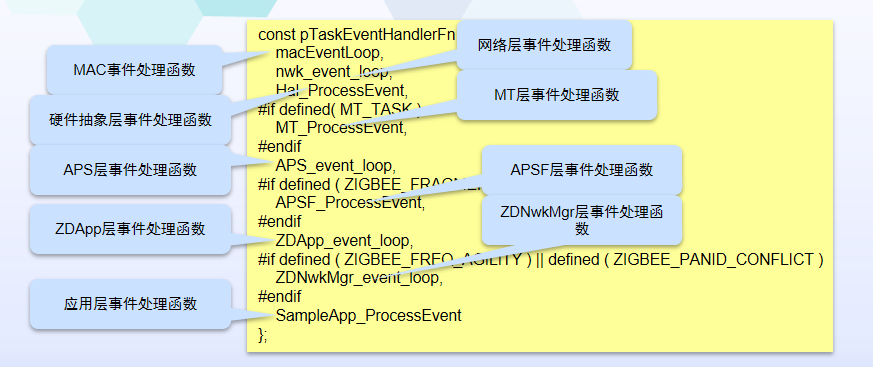 const pTaskEventHandlerFn
macEventLoop,
nwk_event_loop,
Hal_ProcessEvent,
#if defined( MT_TASK )
MT_ProcessEvent,
#endif
APS_event_loop,
#if defined ( ZIGBEE_FRAGME
APSF_ProcessEvent,
#endif
ZDApp_event_loop,
#if defined ( ZIGBEE_FREQ_AGILITY ) || defined ( ZIGBEE_PANID_CONFLICT )
ZDNwkMgr_event_loop,
#endif
SampleApp_ProcessEvent
};
MAC事件处理函数
硬件抽象层事件处理函数
APS层事件处理函数
ZDApp层事件处理函数
应用层事件处理函数
网络层事件处理函数
MT层事件处理函数
APSF层事件处理函数
ZDNwkMgr层事件处理函
数